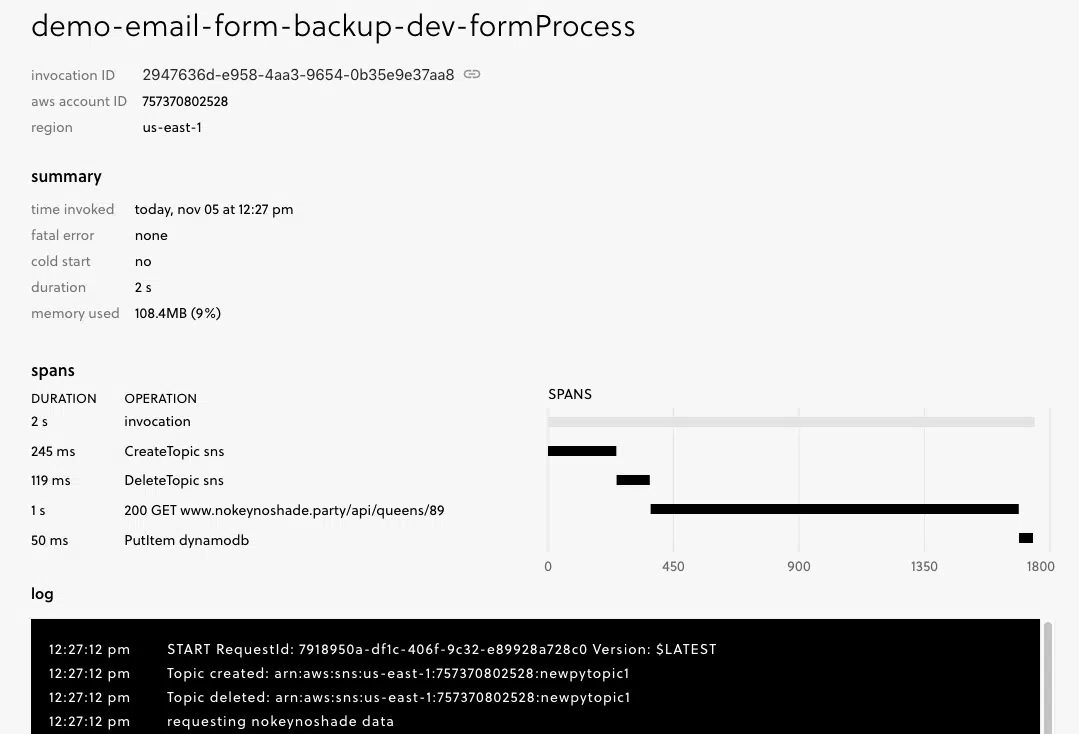 demo-email-form-backup-dev-formProcess
invocation ID 2947636d-e958-4aa3-9654-0b35e9e37aa8
aws account ID 757370802528
region us-east-1
summary
time invoked today, nov 05 at 12:27 pm
fatal error none
cold start no
duration 2 s
memory used 108.4MB (9%)
spans
DURATION OPERATION
2 s invocation
245 ms CreateTopic sns
119 ms DeleteTopic sns
1 s 200 GET www.nokeynoshade.party/api/queens/89
50 ms PutItem dynamodb
SPANS
0 450 900 1350 1800
log
12:27:12 pm START RequestId: 7918950a-df1c-406f-9c32-e89928a728c0 Version: $LATEST
12:27:12 pm Topic created: arn:aws:sns:us-east-1:757370802528:newpytopic1
12:27:12 pm Topic deleted: arn:aws:sns:us-east-1:757370802528:newpytopic1
12:27:12 pm requesting nokeynoshade data